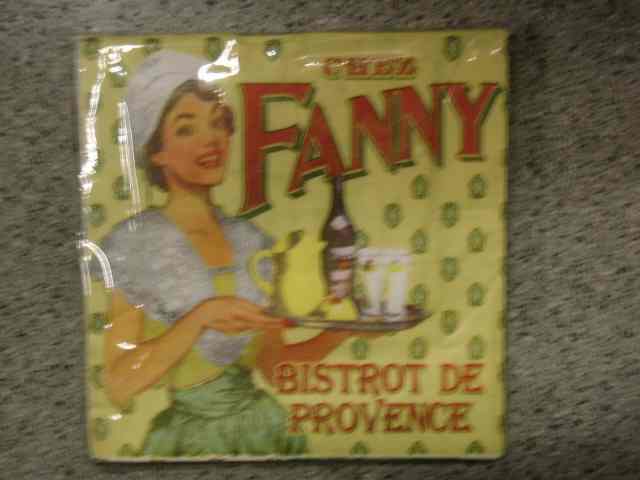 CHEZ
FANNY
BISTROT DE
PROVENCE